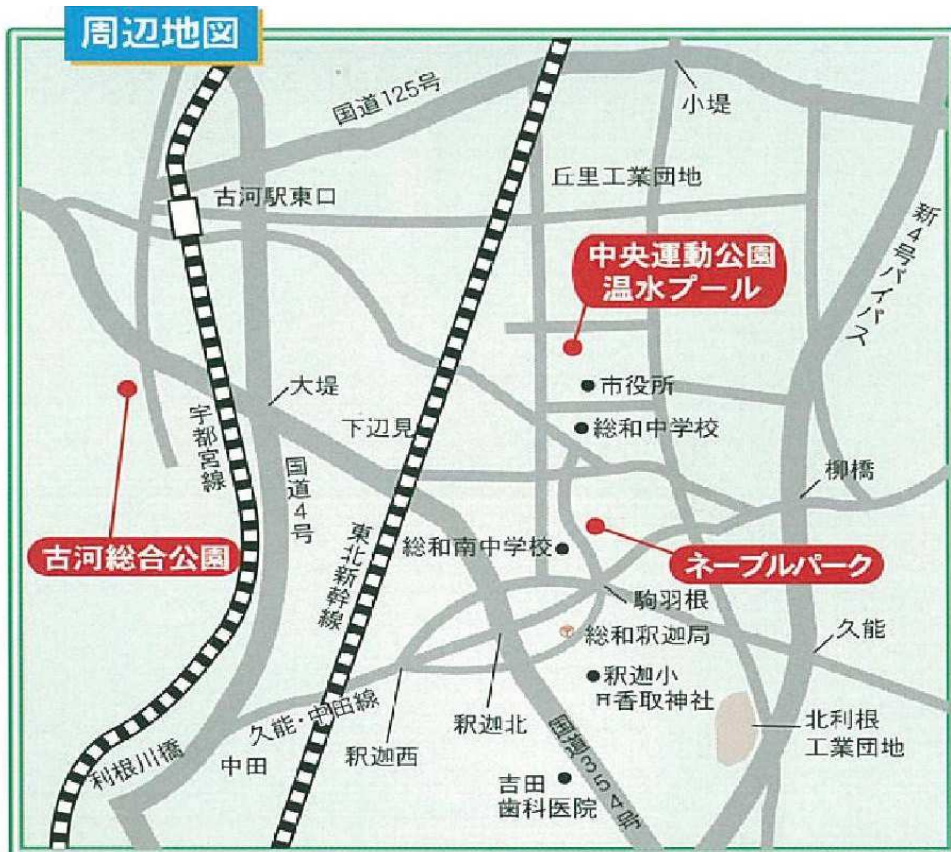 周辺地図
国道125号
小堤
古河駅東口
丘里工業団地
新4号バイパス
中央運動公園
温水プール
大堤
市役所
下辺見
総和中学校
宇都宮線
国道4号
柳橋
古河総合公園
東北新幹線
総和南中学校
ネーブルパーク
駒羽根
総和釈迦局
久能
釈迦小
香取神社
久能・中田線
釈迦西
釈迦北
国道354号
北利根
工業団地
利根川橋
中田
吉田
歯科医院